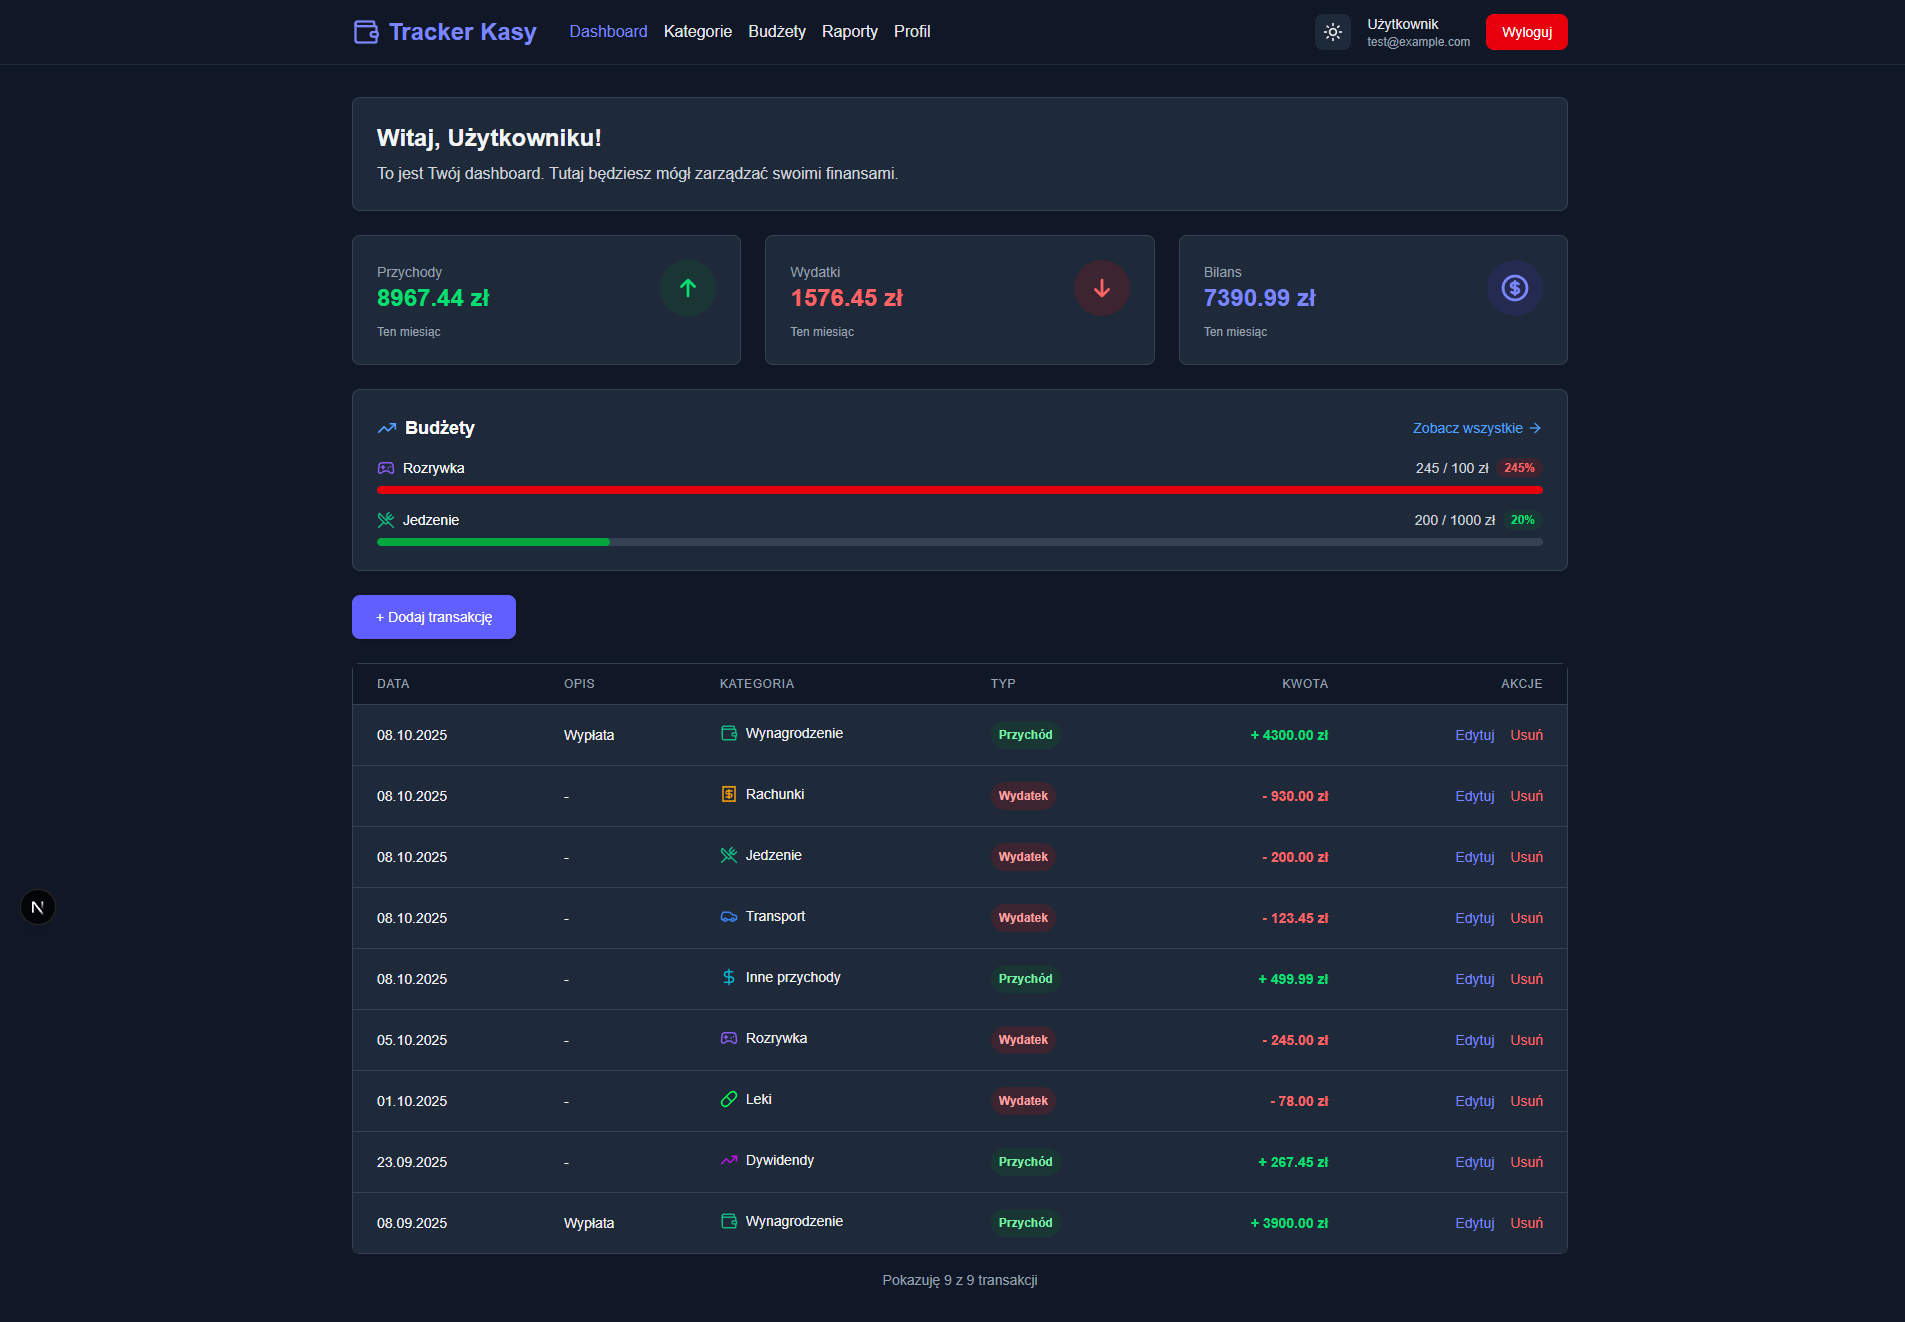 Tracker Kasy Dashboard Kategorie Budżety Raporty Profil Użytkownik Wyloguj
test@example.com
Witaj, Użytkowniku!
To jest Twój dashboard. Tutaj będziesz mógł zarządzać swoimi finansami.
Przychody
8967.44 zł
Ten miesiąc
Wydatki
1576.45 zł
Ten miesiąc
Bilans
7390.99 zł
Ten miesiąc
Budżety Zobacz wszystkie
Rozrywka 245 / 100 zł 245%
Jedzenie 200 / 1000 zł 20%
+ Dodaj transakcję
DATA OPIS KATEGORIA TYP KWOTA AKCJE
08.10.2025 Wypłata Wynagrodzenie Przychód + 4300.00 zł Edytuj Usuń
08.10.2025 - Rachunki Wydatek - 930.00 zł Edytuj Usuń
08.10.2025 - Jedzenie Wydatek - 200.00 zł Edytuj Usuń
08.10.2025 - Transport Wydatek - 123.45 zł Edytuj Usuń
08.10.2025 - Inne przychody Przychód + 499.99 zł Edytuj Usuń
05.10.2025 - Rozrywka Wydatek - 245.00 zł Edytuj Usuń
01.10.2025 - Leki Wydatek - 78.00 zł Edytuj Usuń
23.09.2025 - Dywidendy Przychód + 267.45 zł Edytuj Usuń
08.09.2025 Wypłata Wynagrodzenie Przychód + 3900.00 zł Edytuj Usuń
Pokazuję 9 z 9 transakcji
N